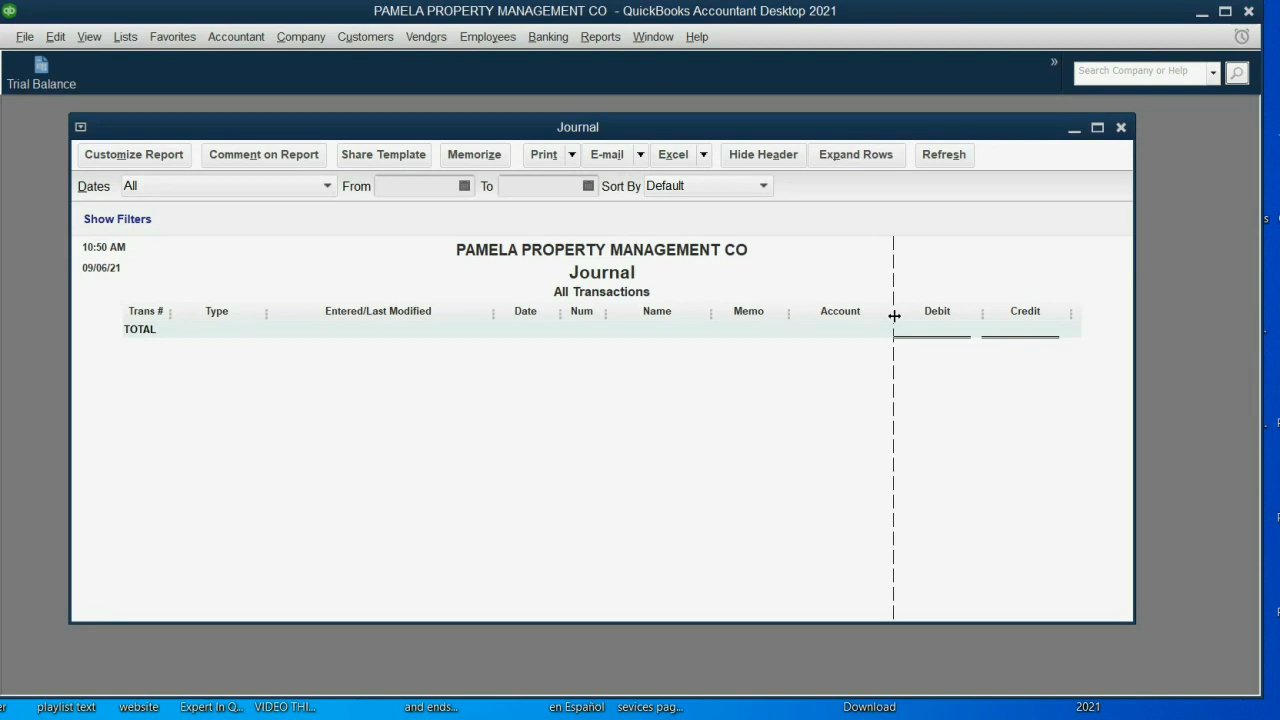 PAMELA PROPERTY MANAGEMENT CO - QuickBooks Accountant Desktop 2021
File Edit View Lists Favorites Accountant Company Customers Vendors Employees Banking Reports Window Help
Trial Balance
» Search Company or Help
Journal
Customize Report Comment on Report Share Template Memorize Print E-mail Excel Hide Header Expand Rows Refresh
Dates All From To Sort By Default
Show Filters
10:50 AM
PAMELA PROPERTY MANAGEMENT CO
09/06/21
Journal
All Transactions
Trans # Type Entered/Last Modified Date Num Name Memo Account Debit Credit
TOTAL
playlist text website Expert In Q... VIDEO THI... and ends... en Español sevices pag... Download 2021